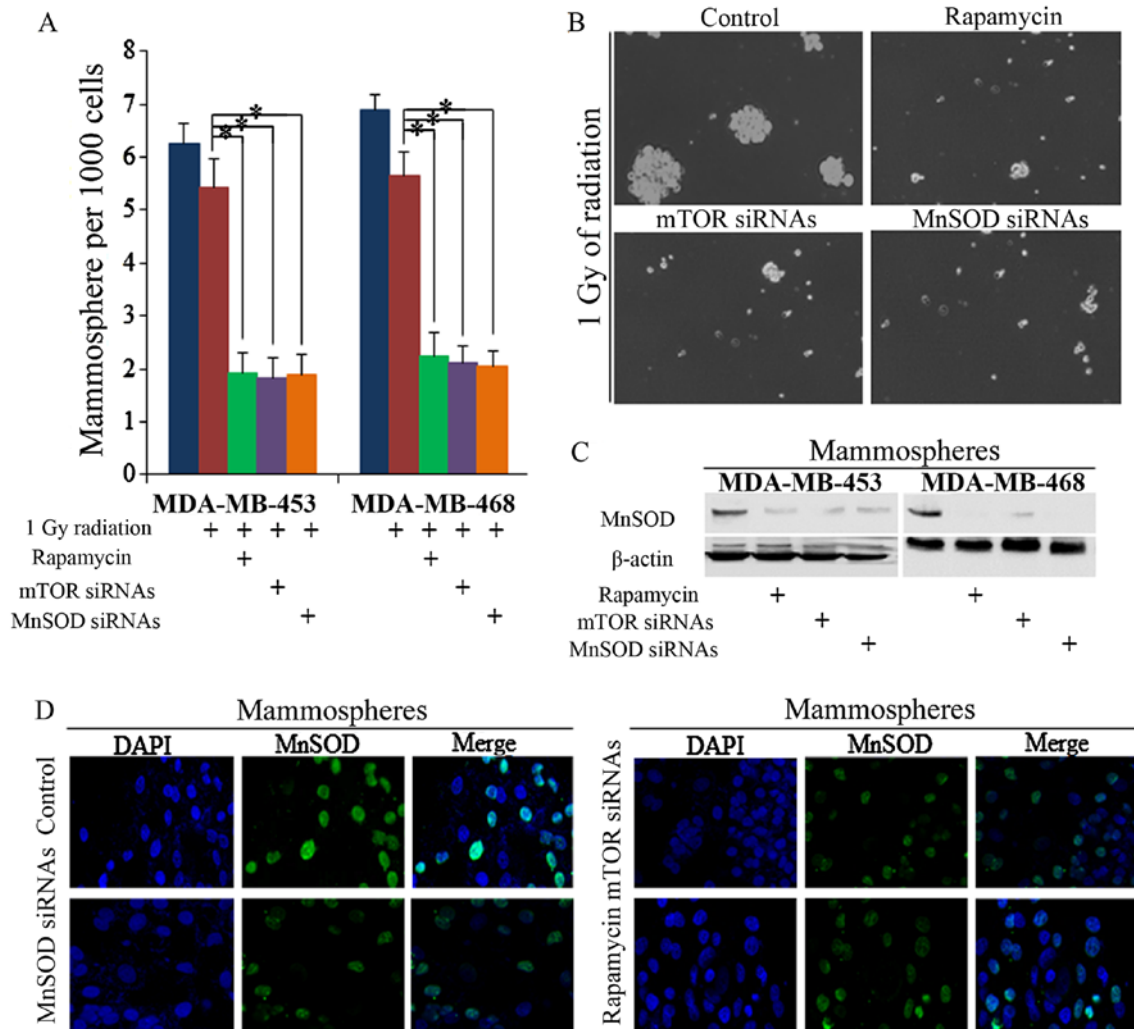 A
Mammosphere per 1000 cells
8
7
6
5
4
3
2
1
0
* * *
* * *
MDA-MB-453 MDA-MB-468
1 Gy radiation + + + + + + + +
Rapamycin + +
mTOR siRNAs + +
MnSOD siRNAs + +
B
Control Rapamycin
1 Gy of radiation
mTOR siRNAs MnSOD siRNAs
C
Mammospheres
MDA-MB-453 MDA-MB-468
MnSOD
β-actin
Rapamycin + +
mTOR siRNAs + +
MnSOD siRNAs + +
D
Mammospheres
DAPI MnSOD Merge
Control
MnSOD siRNAs
Mammospheres
DAPI MnSOD Merge
mTOR siRNAs
Rapamycin